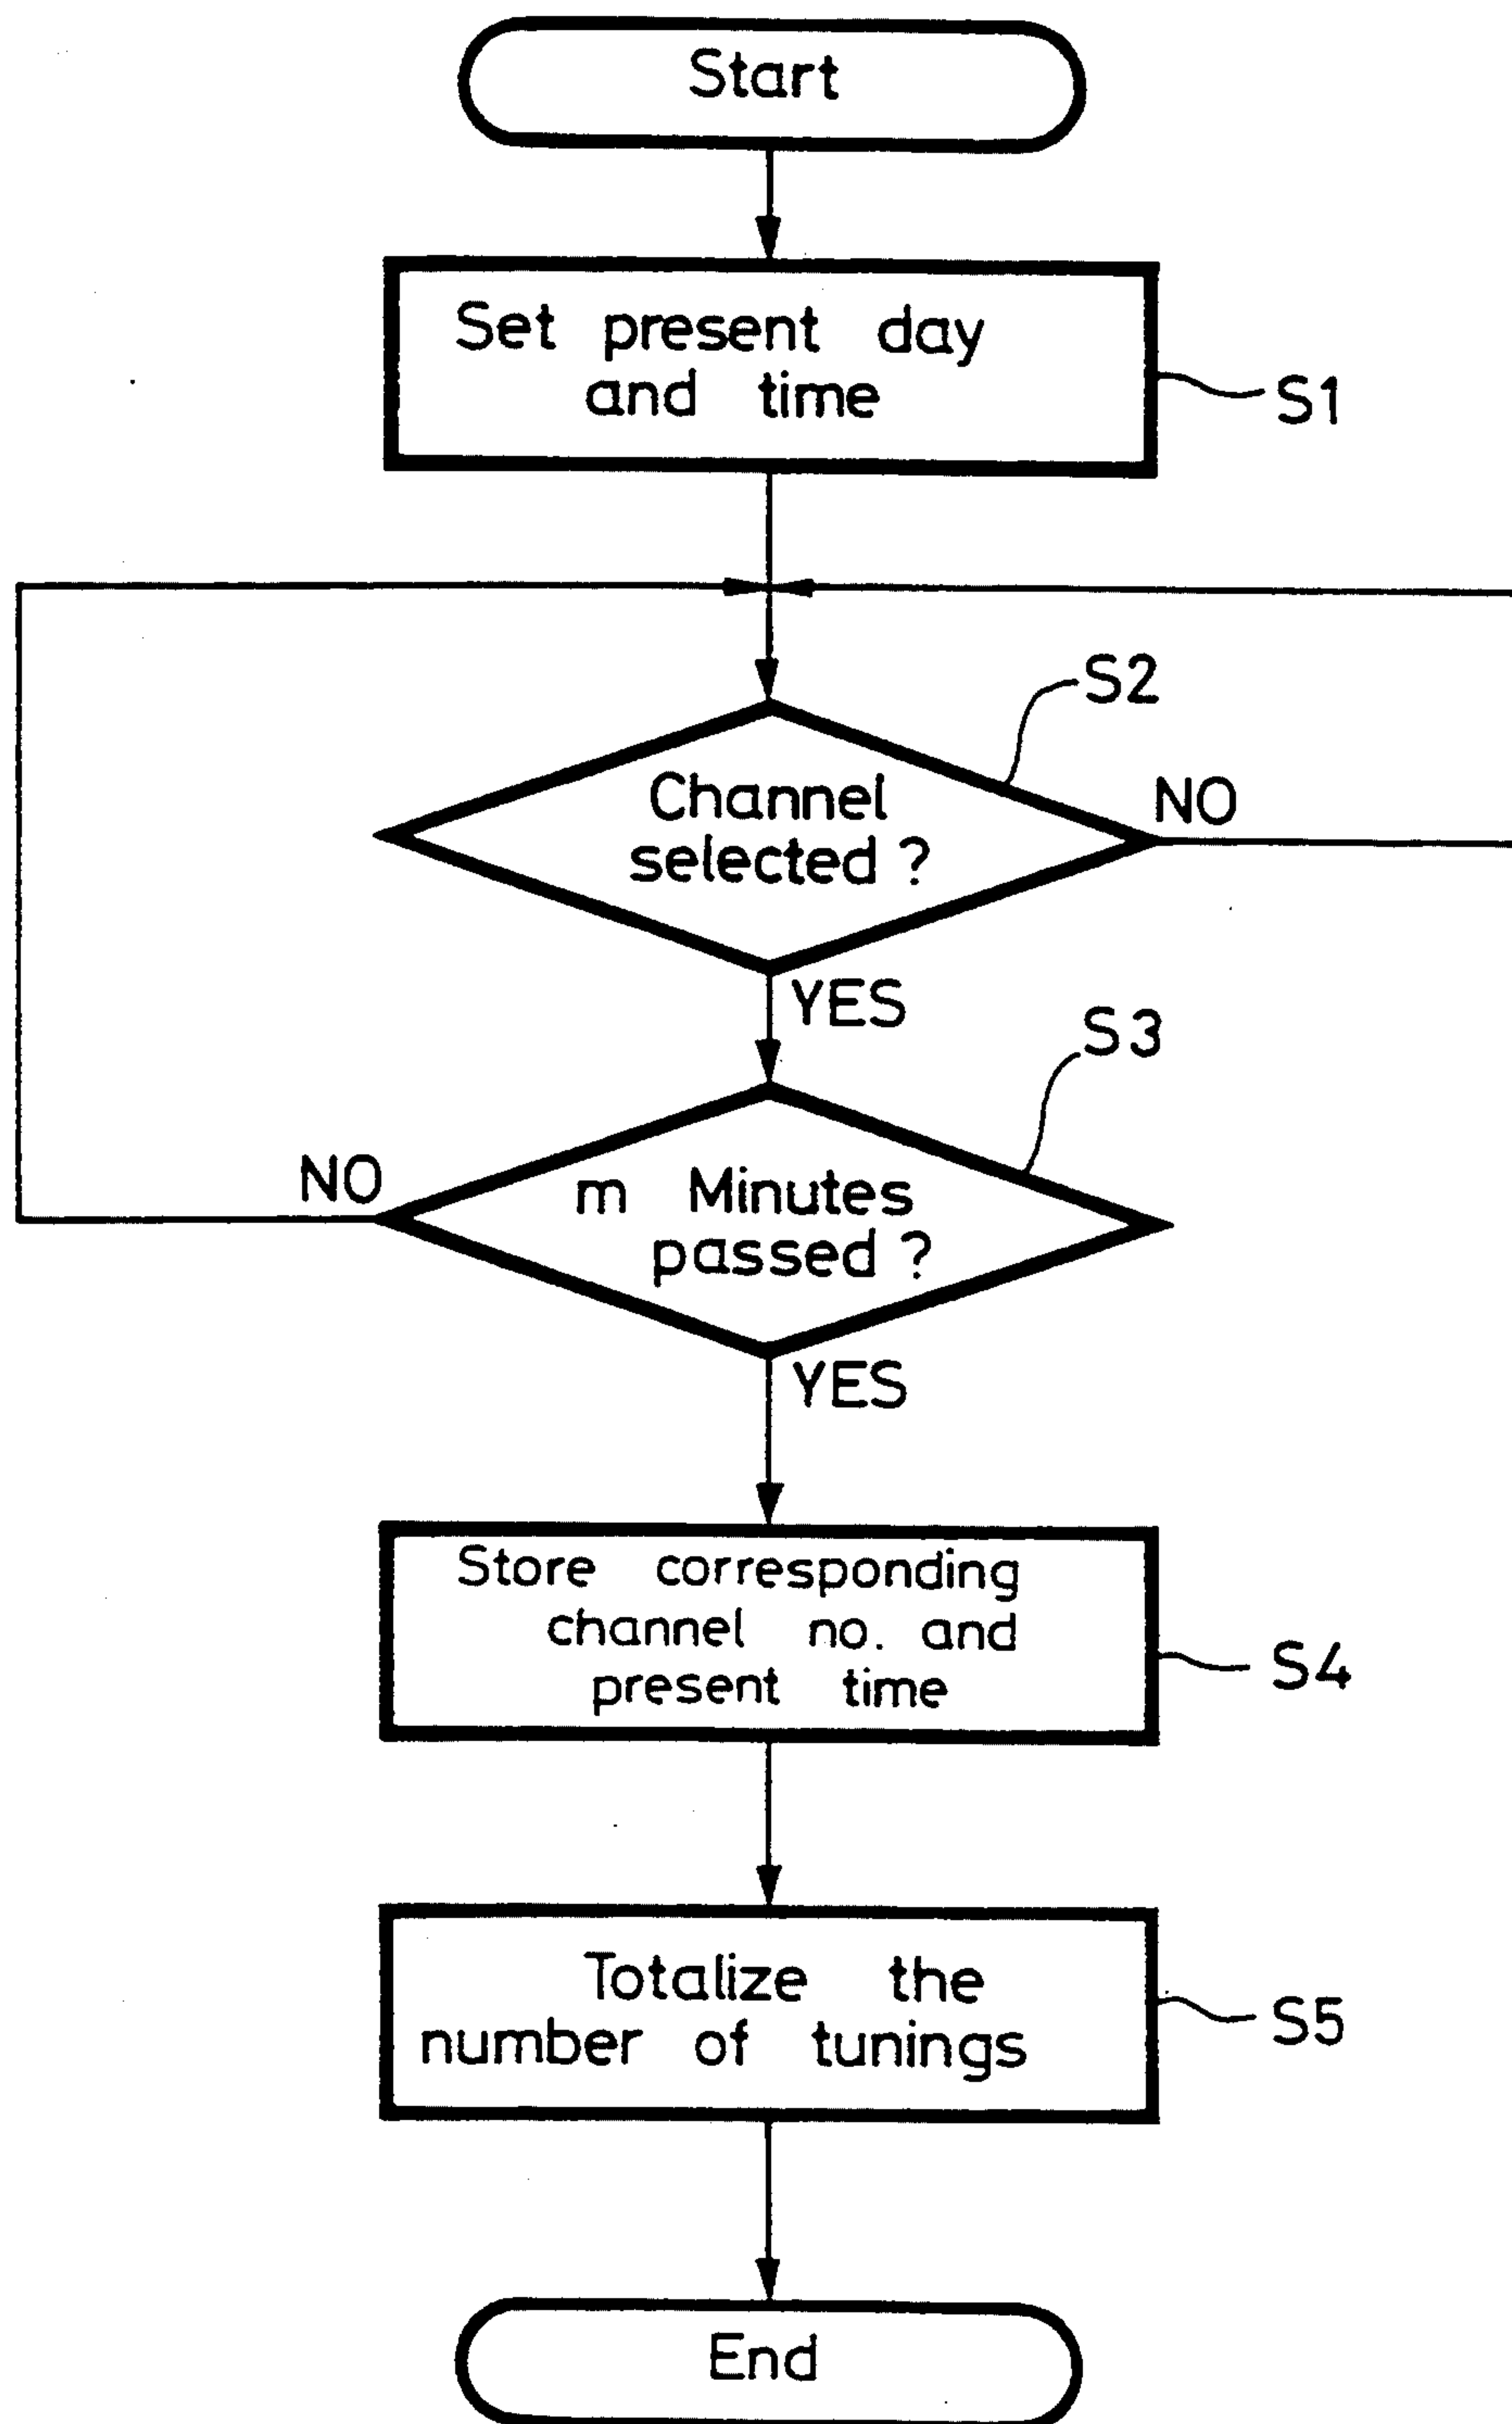 Start
Set present day
and time
S1
S2
Channel
selected ?
NO
YES
S3
NO
m Minutes
passed ?
YES
Store corresponding
channel no. and
present time
S4
Totalize the
number of tunings
S5
End